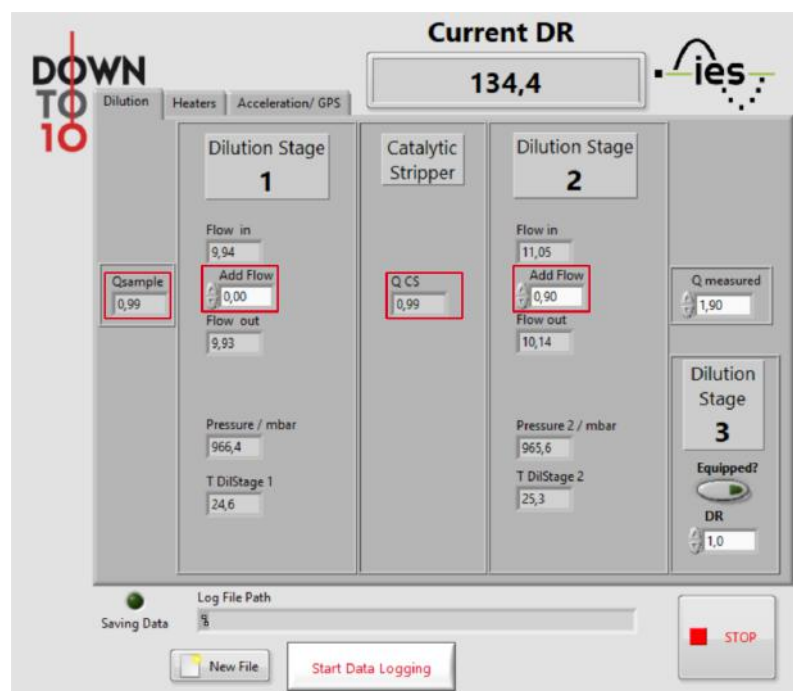 Current DR
134,4
DOWN
TO
10
ies
Dilution
Heaters
Acceleration/ GPS
Dilution Stage
1
Flow in
9,94
Add Flow
0,00
Flow out
9,93
Pressure / mbar
966,4
T DilStage 1
24,6
Qsample
0,99
Catalytic
Stripper
Q CS
0,99
Dilution Stage
2
Flow in
11,05
Add Flow
0,90
Flow out
10,14
Pressure 2 / mbar
965,6
T DilStage 2
25,3
Q measured
1,90
Dilution
Stage
3
Equipped?
DR
1,0
Saving Data
Log File Path
New File
Start Data Logging
STOP